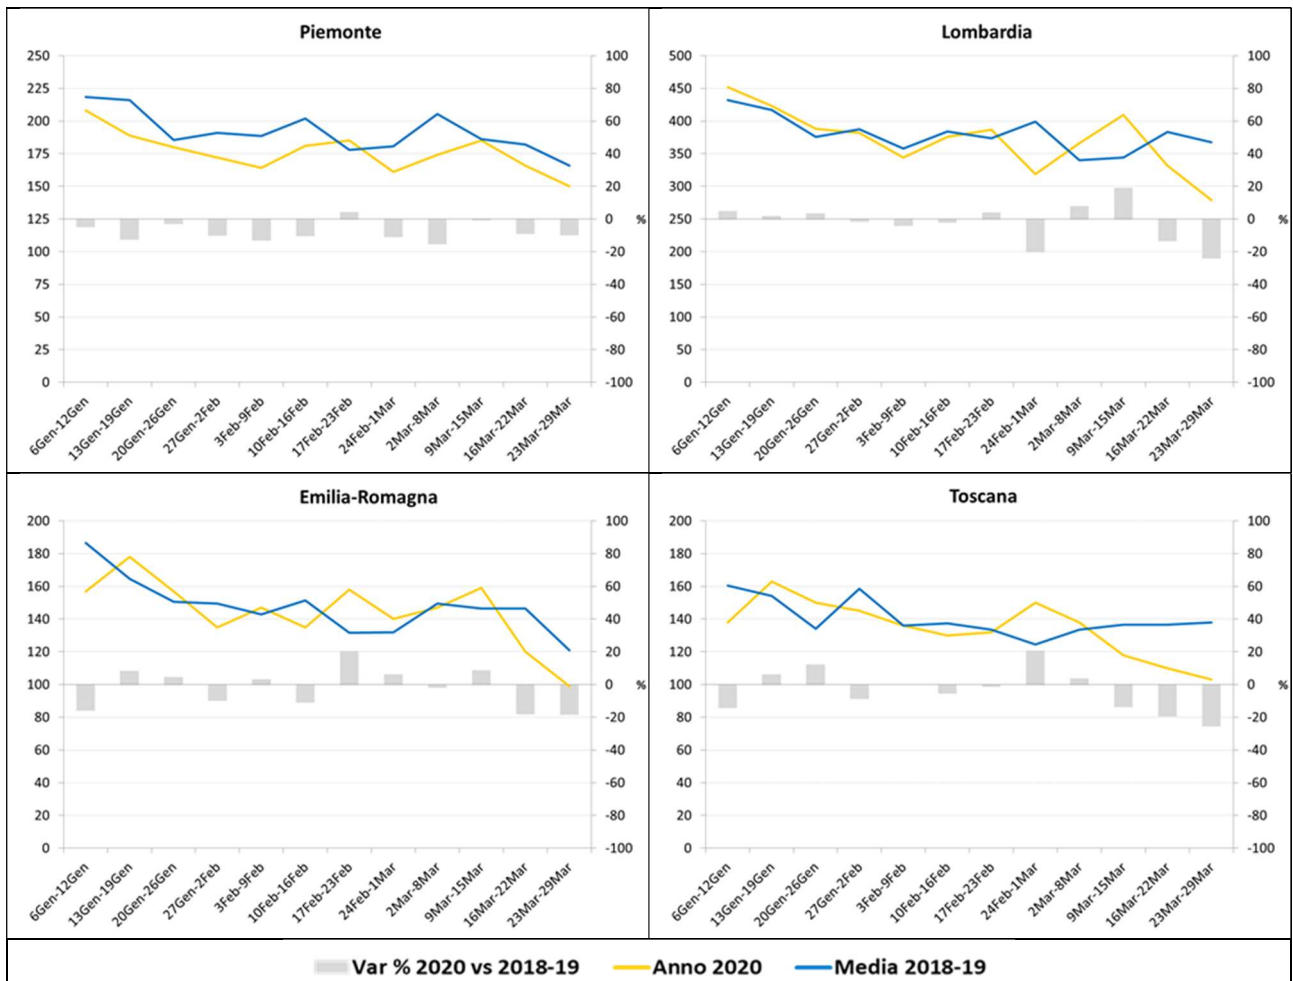 Piemonte
250
225
200
175
150
125
100
75
50
25
0
100
80
60
40
20
0
-20
-40
-60
-80
-100
%
6Gen-12Gen
13Gen-19Gen
20Gen-26Gen
27Gen-2Feb
3Feb-9Feb
10Feb-16Feb
17Feb-23Feb
24Feb-1Mar
2Mar-8Mar
9Mar-15Mar
16Mar-22Mar
23Mar-29Mar
Lombardia
500
450
400
350
300
250
200
150
100
50
0
100
80
60
40
20
0
-20
-40
-60
-80
-100
%
6Gen-12Gen
13Gen-19Gen
20Gen-26Gen
27Gen-2Feb
3Feb-9Feb
10Feb-16Feb
17Feb-23Feb
24Feb-1Mar
2Mar-8Mar
9Mar-15Mar
16Mar-22Mar
23Mar-29Mar
Emilia-Romagna
200
180
160
140
120
100
80
60
40
20
0
100
80
60
40
20
0
-20
-40
-60
-80
-100
%
6Gen-12Gen
13Gen-19Gen
20Gen-26Gen
27Gen-2Feb
3Feb-9Feb
10Feb-16Feb
17Feb-23Feb
24Feb-1Mar
2Mar-8Mar
9Mar-15Mar
16Mar-22Mar
23Mar-29Mar
Toscana
200
180
160
140
120
100
80
60
40
20
0
100
80
60
40
20
0
-20
-40
-60
-80
-100
%
6Gen-12Gen
13Gen-19Gen
20Gen-26Gen
27Gen-2Feb
3Feb-9Feb
10Feb-16Feb
17Feb-23Feb
24Feb-1Mar
2Mar-8Mar
9Mar-15Mar
16Mar-22Mar
23Mar-29Mar
Var % 2020 vs 2018-19 Anno 2020 Media 2018-19